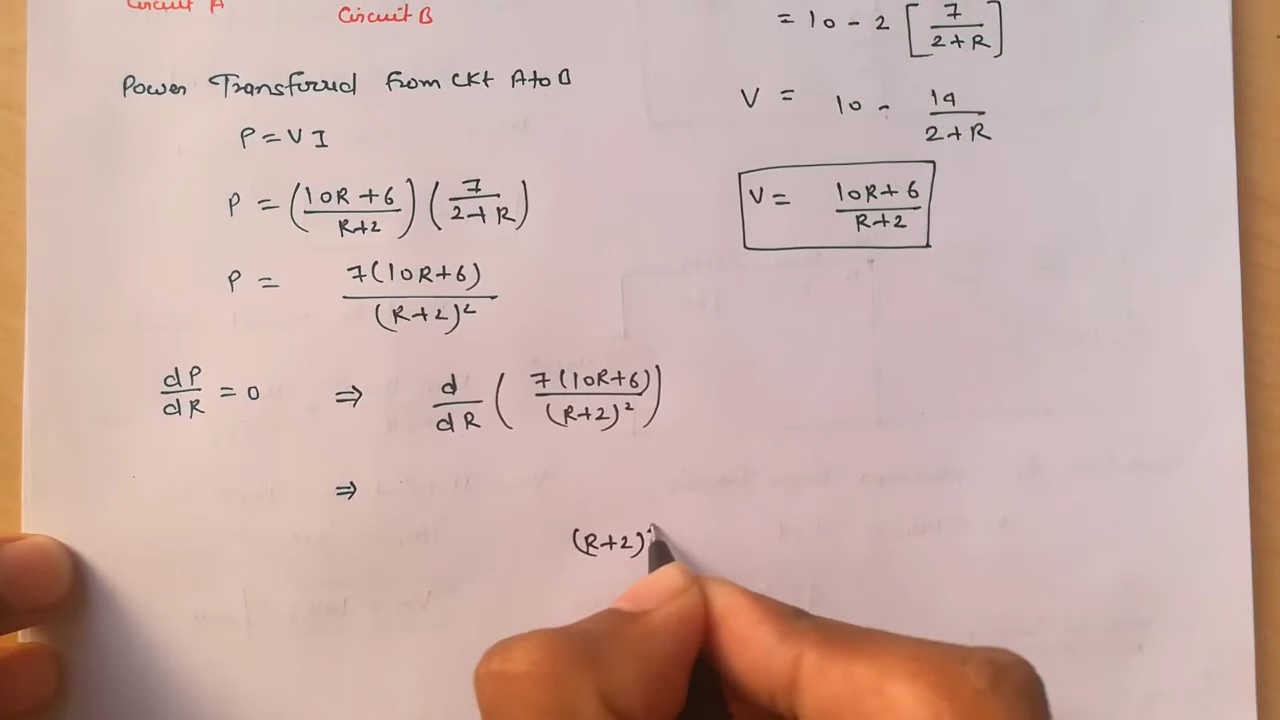 Circuit A
Circuit B
Power Transferred from CKt A to B
P = V I
P = (10R+6 / R+2) (7 / 2+R)
P = 7(10R+6) / (R+2)²
dP/dR = 0 ⇒ d/dR ( 7(10R+6) / (R+2)² )
⇒
(R+2)
= 10 - 2 [ 7 / 2+R ]
V = 10 - 14 / 2+R
V = 10R+6 / R+2